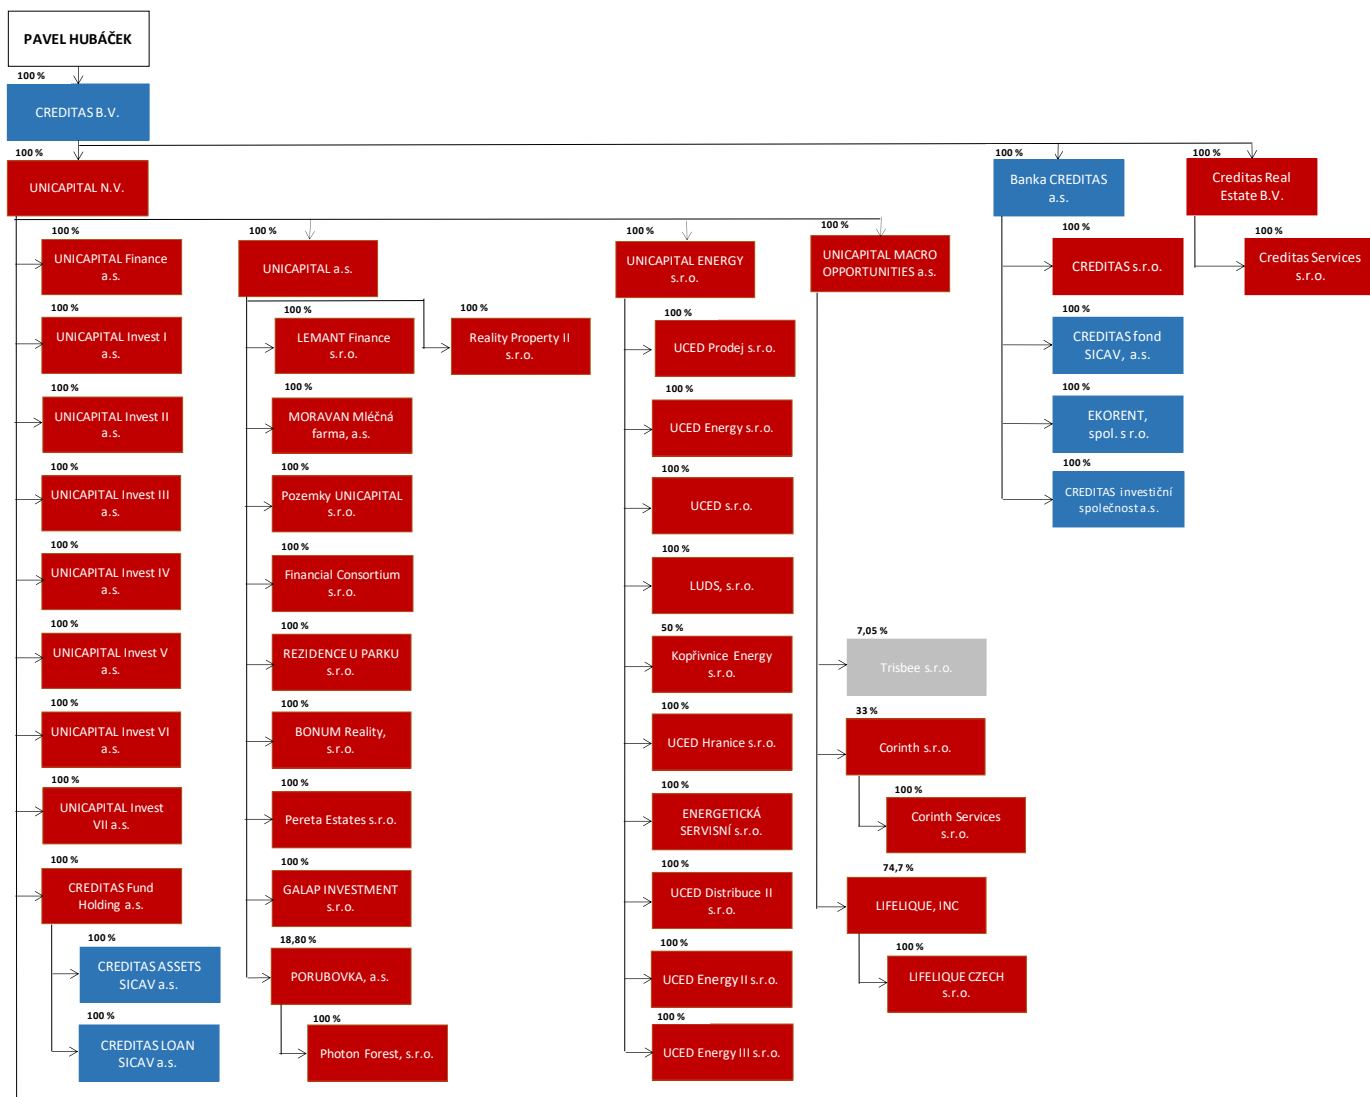 PAVEL HUBÁČEK
100 %
CREDITAS B.V.
100 %
UNICAPITAL N.V.
100 %
Banka CREDITAS
a.s.
100 %
Creditas Real
Estate B.V.
100 %
UNICAPITAL Finance
a.s.
100 %
UNICAPITAL Invest I
a.s.
100 %
UNICAPITAL Invest II
a.s.
100 %
UNICAPITAL Invest III
a.s.
100 %
UNICAPITAL Invest IV
a.s.
100 %
UNICAPITAL Invest V
a.s.
100 %
UNICAPITAL Invest VI
a.s.
100 %
UNICAPITAL Invest
VII a.s.
100 %
CREDITAS Fund
Holding a.s.
100 %
CREDITAS ASSETS
SICAV a.s.
100 %
CREDITAS LOAN
SICAV a.s.
100 %
UNICAPITAL a.s.
100 %
LEMANT Finance
s.r.o.
100 %
Reality Property II
s.r.o.
100 %
MORAVAN Mléčná
farma, a.s.
100 %
Pozemky UNICAPITAL
s.r.o.
100 %
Financial Consortium
s.r.o.
100 %
REZIDENCE U PARKU
s.r.o.
100 %
BONUM Reality,
s.r.o.
100 %
Pereta Estates s.r.o.
100 %
GALAP INVESTMENT
s.r.o.
18,80 %
PORUBOVKA, a.s.
100 %
Photon Forest, s.r.o.
100 %
UNICAPITAL ENERGY
s.r.o.
100 %
UCED Prodej s.r.o.
100 %
UCED Energy s.r.o.
100 %
UCED s.r.o.
100 %
LUDS, s.r.o.
50 %
Kopřivnice Energy
s.r.o.
100 %
UCED Hranice s.r.o.
100 %
ENERGETICKÁ
SERVISNÍ s.r.o.
100 %
UCED Distribuce II
s.r.o.
100 %
UCED Energy II s.r.o.
100 %
UCED Energy III s.r.o.
100 %
UNICAPITAL MACRO
OPPORTUNITIES a.s.
7,05 %
Trisbee s.r.o.
33 %
Corinth s.r.o.
100 %
Corinth Services
s.r.o.
74,7 %
LIFELIQUE, INC
100 %
LIFELIQUE CZECH
s.r.o.
100 %
CREDITAS s.r.o.
100 %
CREDITAS fond
SICAV, a.s.
100 %
EKORENT,
spol. s r.o.
100 %
CREDITAS investiční
společnost a.s.
100 %
Creditas Services
s.r.o.